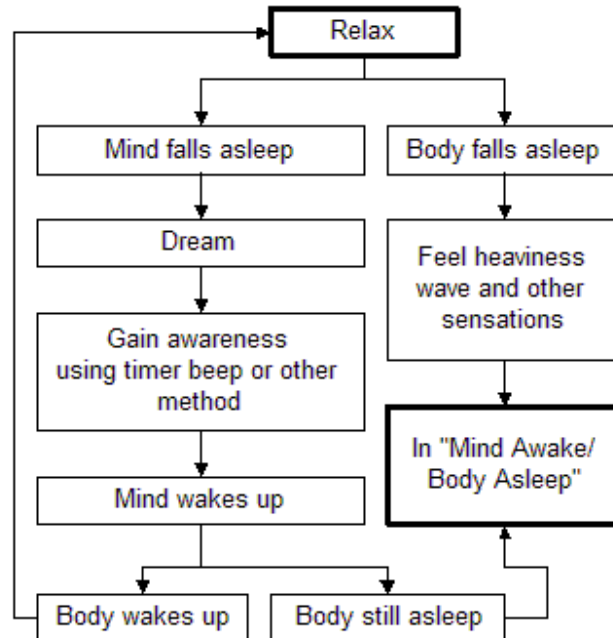 Relax
Mind falls asleep
Body falls asleep
Dream
Feel heaviness
wave and other
sensations
Gain awareness
using timer beep or other
method
In "Mind Awake/
Body Asleep"
Mind wakes up
Body wakes up
Body still asleep